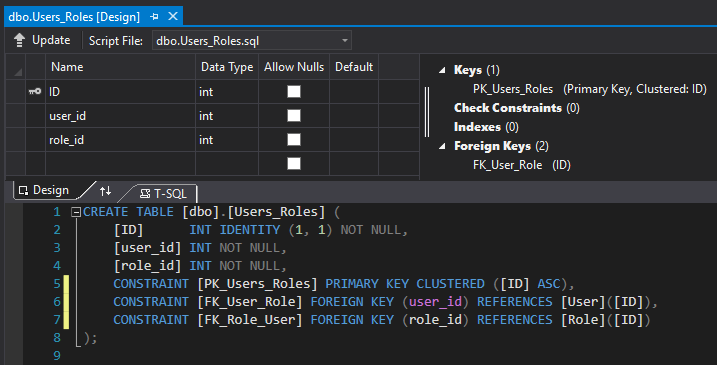 dbo.Users_Roles [Design]
Update Script File: dbo.Users_Roles.sql
Name Data Type Allow Nulls Default
ID int
user_id int
role_id int
Keys (1)
PK_Users_Roles (Primary Key, Clustered: ID)
Check Constraints (0)
Indexes (0)
Foreign Keys (2)
FK_User_Role (ID)
Design T-SQL
1 CREATE TABLE [dbo].[Users_Roles] (
2 [ID] INT IDENTITY (1, 1) NOT NULL,
3 [user_id] INT NOT NULL,
4 [role_id] INT NOT NULL,
5 CONSTRAINT [PK_Users_Roles] PRIMARY KEY CLUSTERED ([ID] ASC),
6 CONSTRAINT [FK_User_Role] FOREIGN KEY (user_id) REFERENCES [User]([ID]),
7 CONSTRAINT [FK_Role_User] FOREIGN KEY (role_id) REFERENCES [Role]([ID])
8 );
9